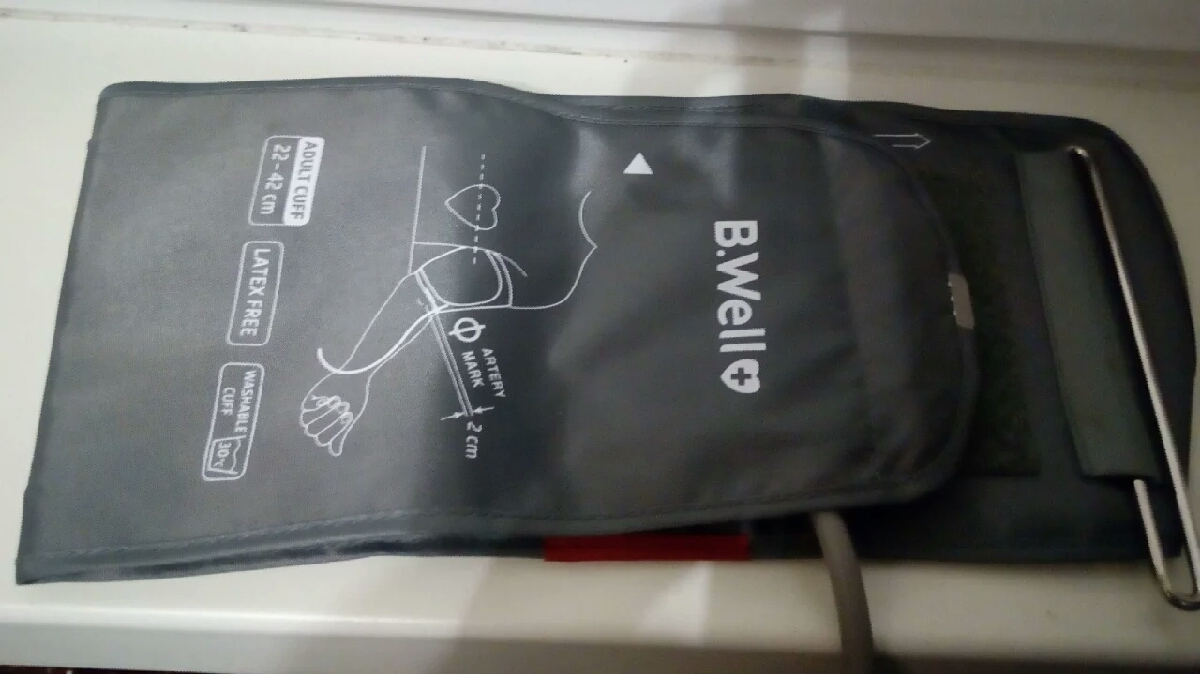 ADULT CUFF
22-42 cm
LATEX FREE
WASHABLE
CUFF
30°c
ARTERY
MARK
2 cm
B.Well